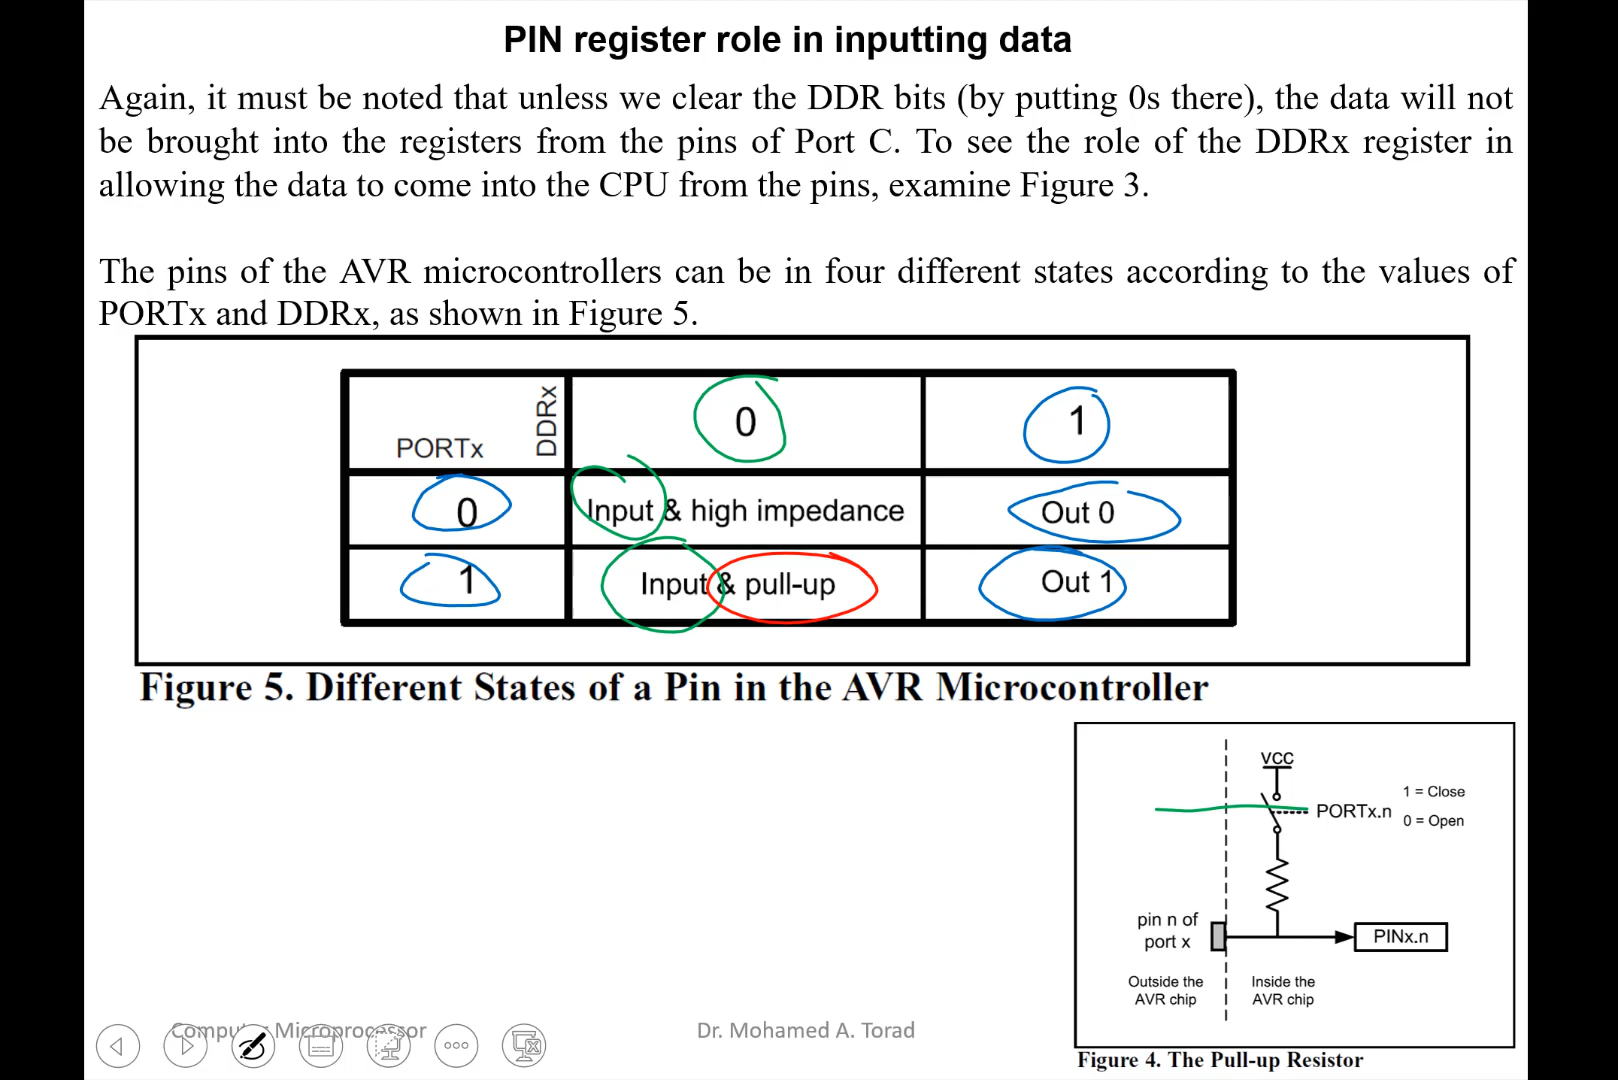 PIN register role in inputting data
Again, it must be noted that unless we clear the DDR bits (by putting 0s there), the data will not
be brought into the registers from the pins of Port C. To see the role of the DDRx register in
allowing the data to come into the CPU from the pins, examine Figure 3.
The pins of the AVR microcontrollers can be in four different states according to the values of
PORTx and DDRx, as shown in Figure 5.
PORTx DDRx 0 1
0 Input & high impedance Out 0
1 Input & pull-up Out 1
Figure 5. Different States of a Pin in the AVR Microcontroller
VCC
1 = Close
PORTx.n
0 = Open
pin n of
port x
PINx.n
Outside the
AVR chip
Inside the
AVR chip
Figure 4. The Pull-up Resistor
Computer Microprocessor
Dr. Mohamed A. Torad